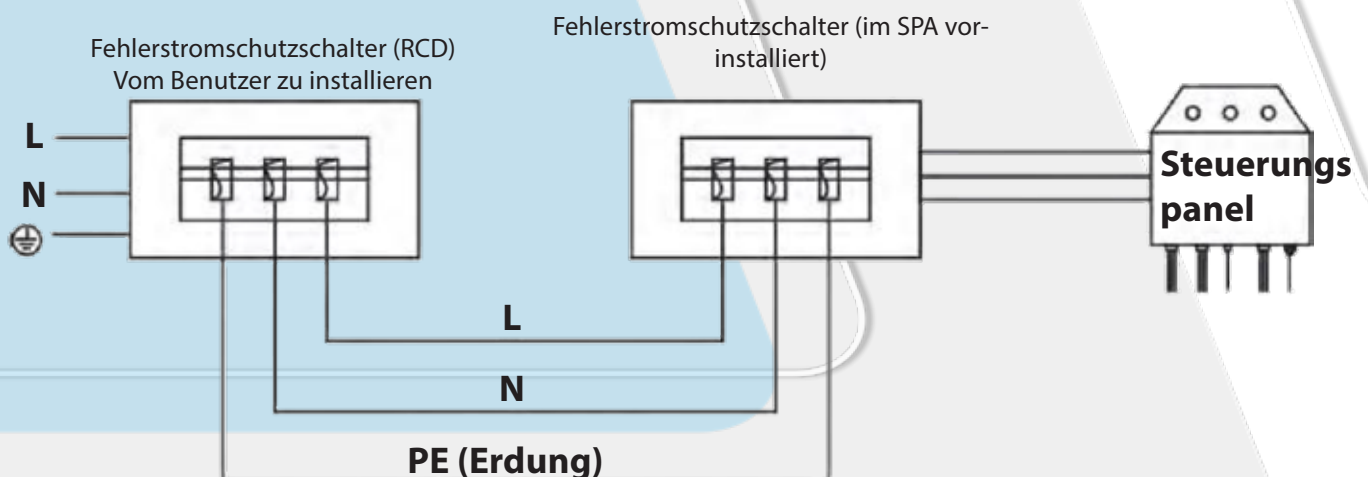 Fehlerstromschutzschalter (RCD)
Vom Benutzer zu installieren
Fehlerstromschutzschalter (im SPA vor-
installiert)
L
N
Steuerungs
panel
L
N
PE (Erdung)